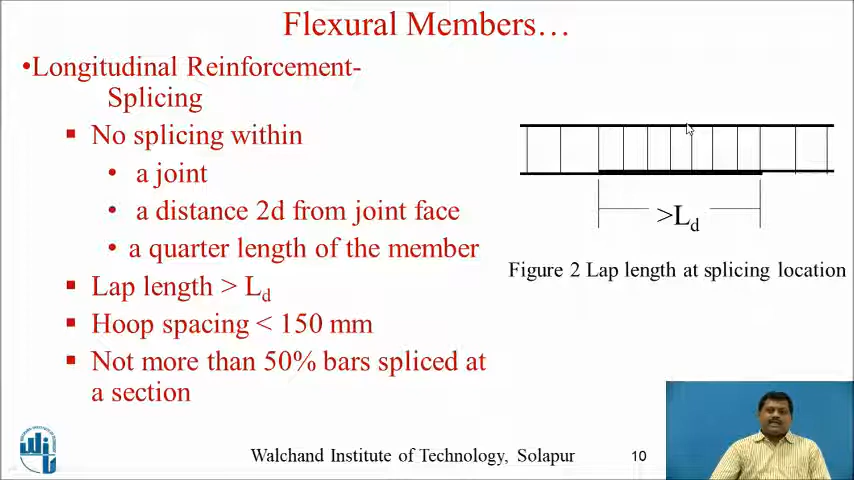 Flexural Members…
•Longitudinal Reinforcement-
Splicing
▪ No splicing within
• a joint
• a distance 2d from joint face
• a quarter length of the member
▪ Lap length > Ld
▪ Hoop spacing < 150 mm
▪ Not more than 50% bars spliced at
a section
>Ld
Figure 2 Lap length at splicing location
Walchand Institute of Technology, Solapur
10